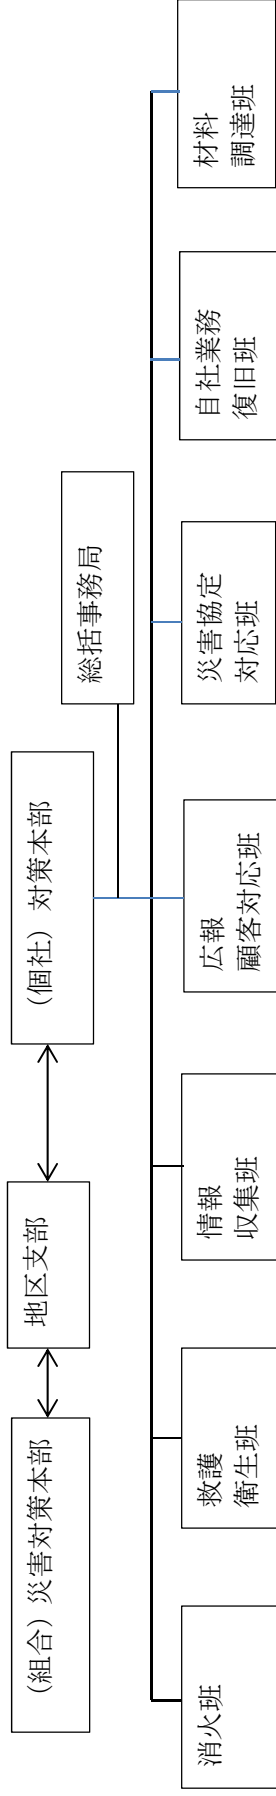 (組合) 災害対策本部
地区支部
(個社) 対策本部
総括事務局
消火班
救護
衛生班
情報
収集班
広報
顧客対応班
災害協定
対応班
自社業務
復旧班
材料
調達班